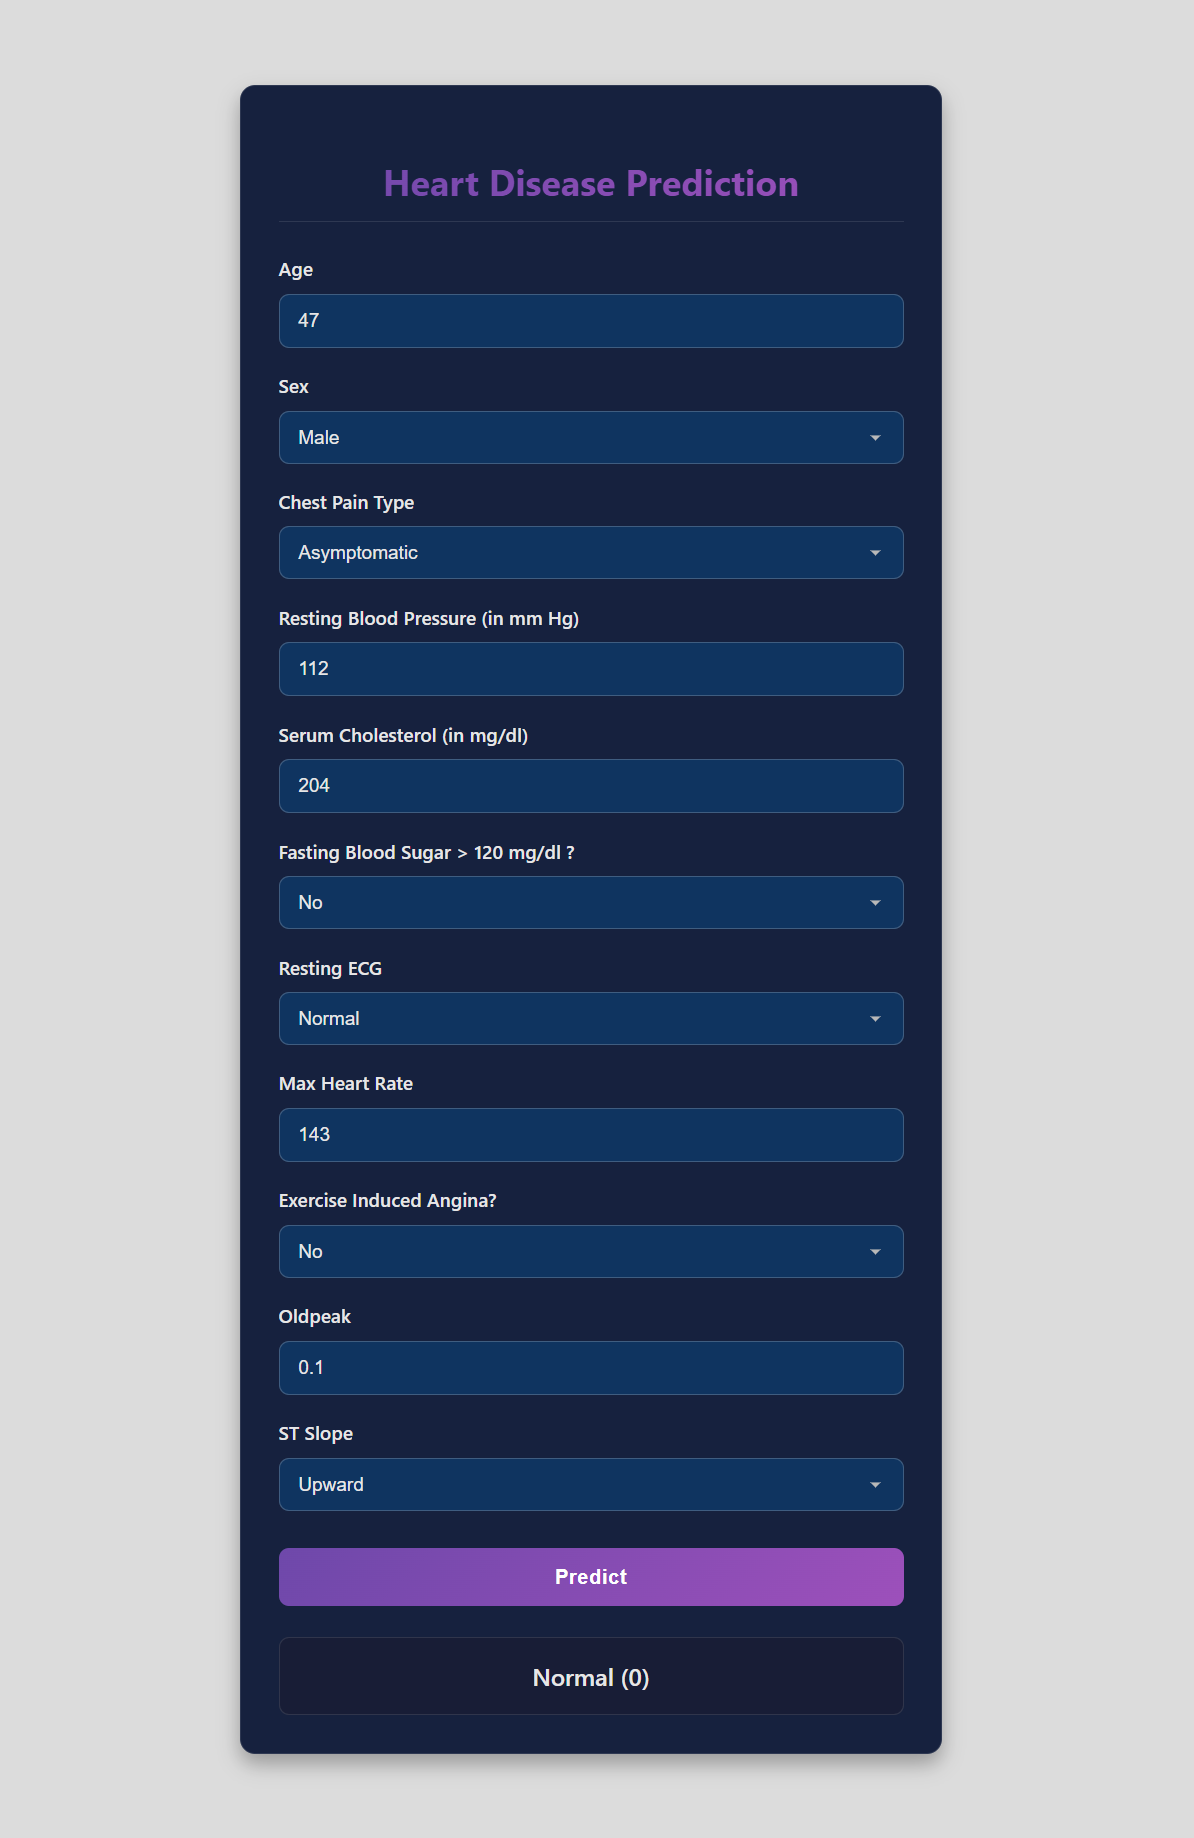 Heart Disease Prediction
Age
47
Sex
Male
Chest Pain Type
Asymptomatic
Resting Blood Pressure (in mm Hg)
112
Serum Cholesterol (in mg/dl)
204
Fasting Blood Sugar > 120 mg/dl ?
No
Resting ECG
Normal
Max Heart Rate
143
Exercise Induced Angina?
No
Oldpeak
0.1
ST Slope
Upward
Predict
Normal (0)